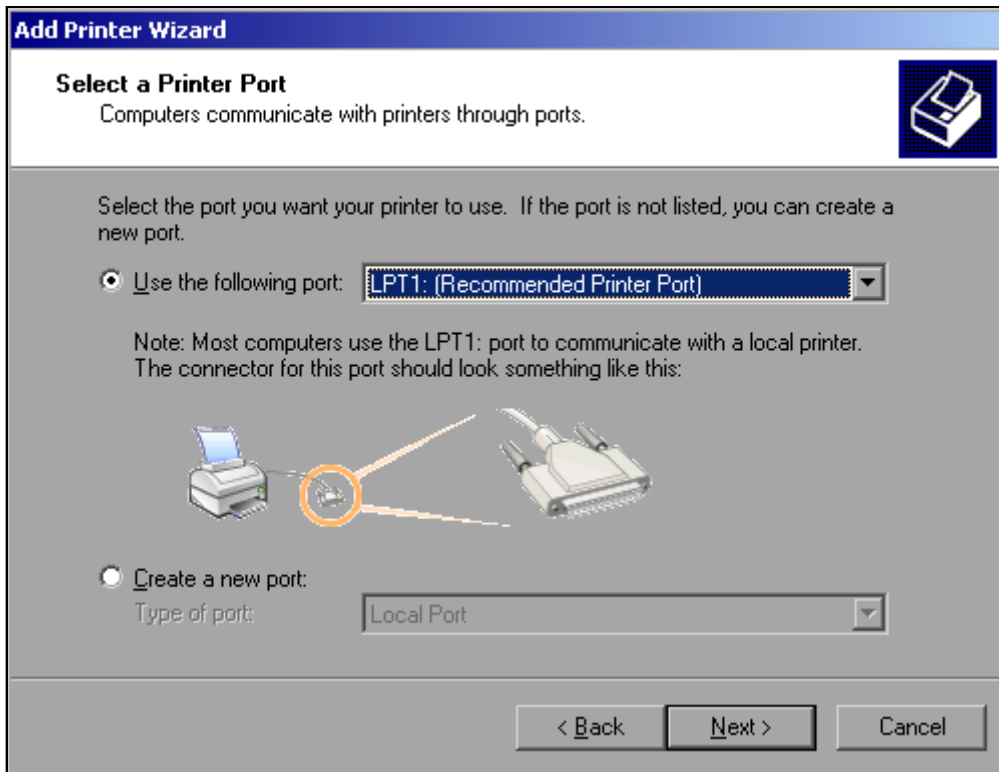 Add Printer Wizard
Select a Printer Port
Computers communicate with printers through ports.
Select the port you want your printer to use. If the port is not listed, you can create a
new port.
Use the following port: LPT1: (Recommended Printer Port)
Note: Most computers use the LPT1: port to communicate with a local printer.
The connector for this port should look something like this:
Create a new port:
Type of port: Local Port
< Back Next > Cancel